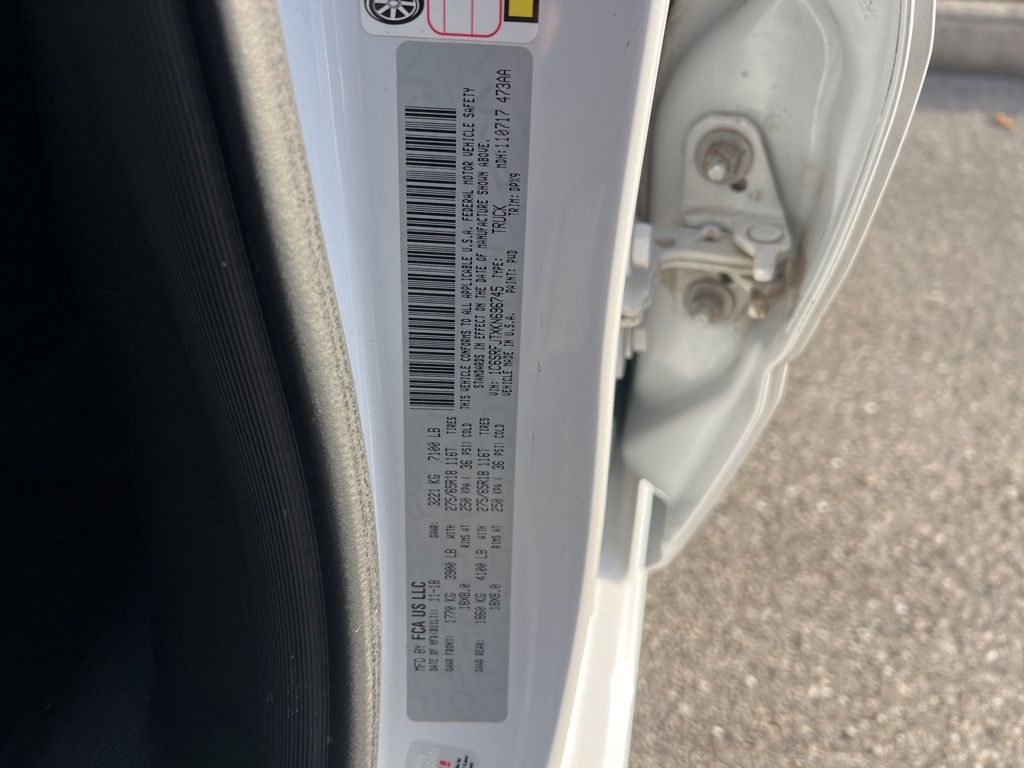 MFD BY FCA US LLC
DATE OF MFR(BUILT): 11-18 GVWR: 3221 KG 7100 LB
GAWR FRONT: 1770 KG 3900 LB WITH 275/65R18 116T TIRES
18X8.0 RIMS AT 250 KPA ( 36 PSI) COLD
GAWR REAR: 1860 KG 4100 LB WITH 275/65R18 116T TIRES
18X8.0 RIMS AT 250 KPA ( 36 PSI) COLD
THIS VEHICLE CONFORMS TO ALL APPLICABLE U.S.A. FEDERAL MOTOR VEHICLE SAFETY
STANDARDS IN EFFECT ON THE DATE OF MANUFACTURE SHOWN ABOVE.
VIN: 1C6SRFJTXKN696745 TYPE: TRUCK MDH: 110717 473AA
VEHICLE MADE IN U.S.A. PAINT: PWD TRIM: DPX9